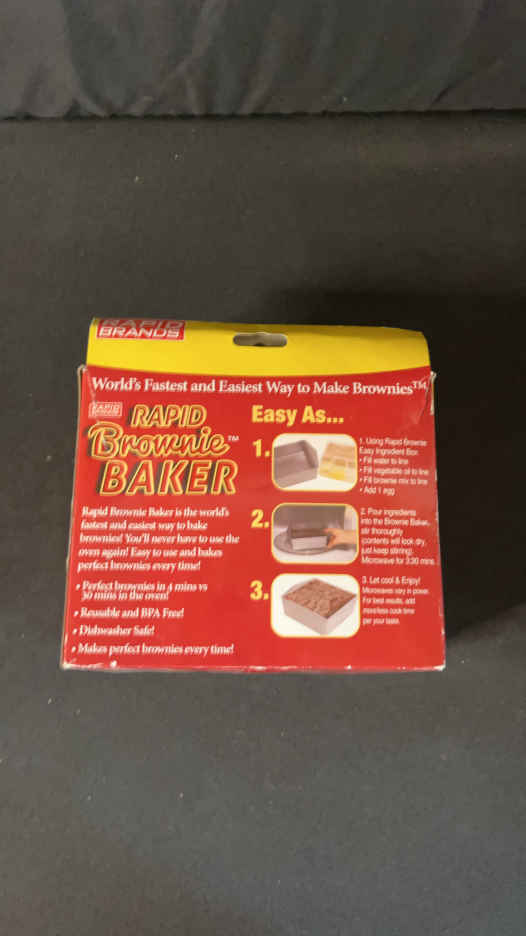 RAPID
BRANDS
World's Fastest and Easiest Way to Make Brownies™
RAPID
BRANDS
RAPID
Brownie™
BAKER
Rapid Brownie Baker is the world's
fastest and easiest way to bake
brownies! You'll never have to use the
oven again! Easy to use and bakes
perfect brownies every time!
• Perfect brownies in 4 mins vs
30 mins in the oven!
• Reusable and BPA Free!
• Dishwasher Safe!
• Makes perfect brownies every time!
Easy As...
1.
1. Using Rapid Brownie
Easy Ingredient Box
• Fill water to line
• Fill vegetable oil to line
• Fill brownie mix to line
• Add 1 egg
2.
2. Pour ingredients
into the Brownie Baker,
stir thoroughly
(contents will look dry,
just keep stirring).
Microwave for 3:30 mins.
3.
3. Let cool & Enjoy!
Microwaves vary in power.
For best results, add
more/less cook time
per your taste.